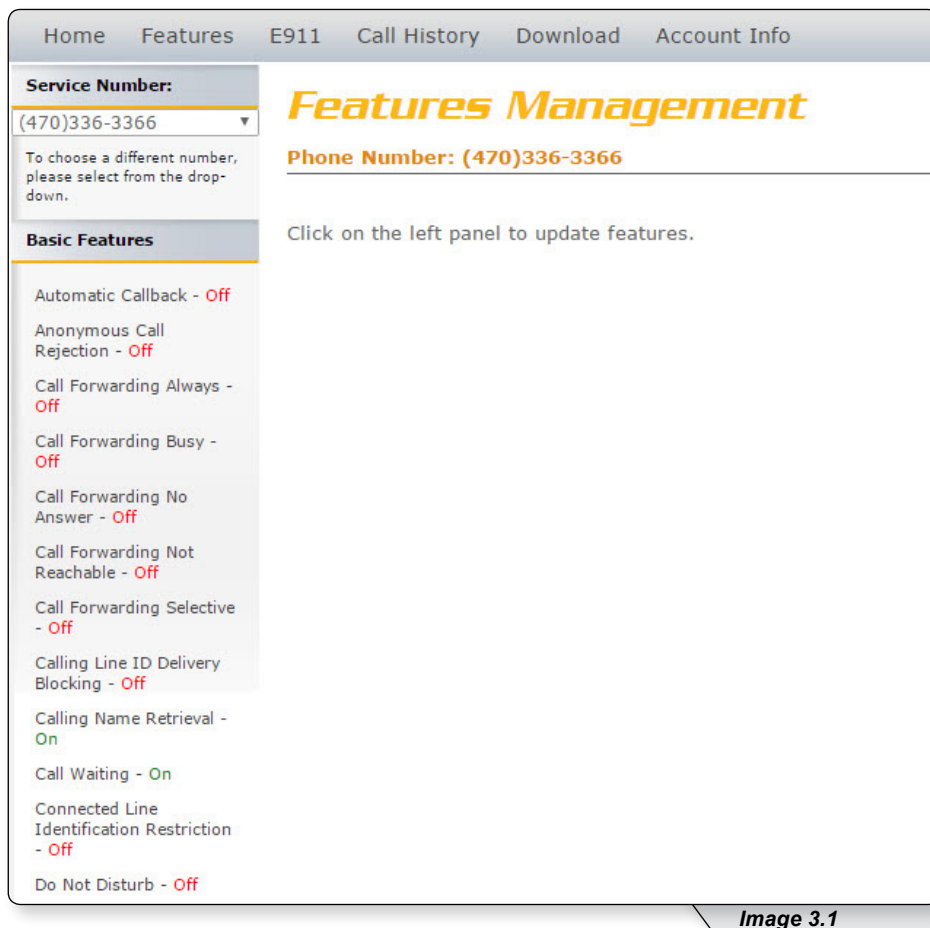 Home Features E911 Call History Download Account Info
Service Number:
(470)336-3366
To choose a different number,
please select from the drop-
down.
Basic Features
Automatic Callback - Off
Anonymous Call
Rejection - Off
Call Forwarding Always -
Off
Call Forwarding Busy -
Off
Call Forwarding No
Answer - Off
Call Forwarding Not
Reachable - Off
Call Forwarding Selective
- Off
Calling Line ID Delivery
Blocking - Off
Calling Name Retrieval -
On
Call Waiting - On
Connected Line
Identification Restriction
- Off
Do Not Disturb - Off
Features Management
Phone Number: (470)336-3366
Click on the left panel to update features.
Image 3.1